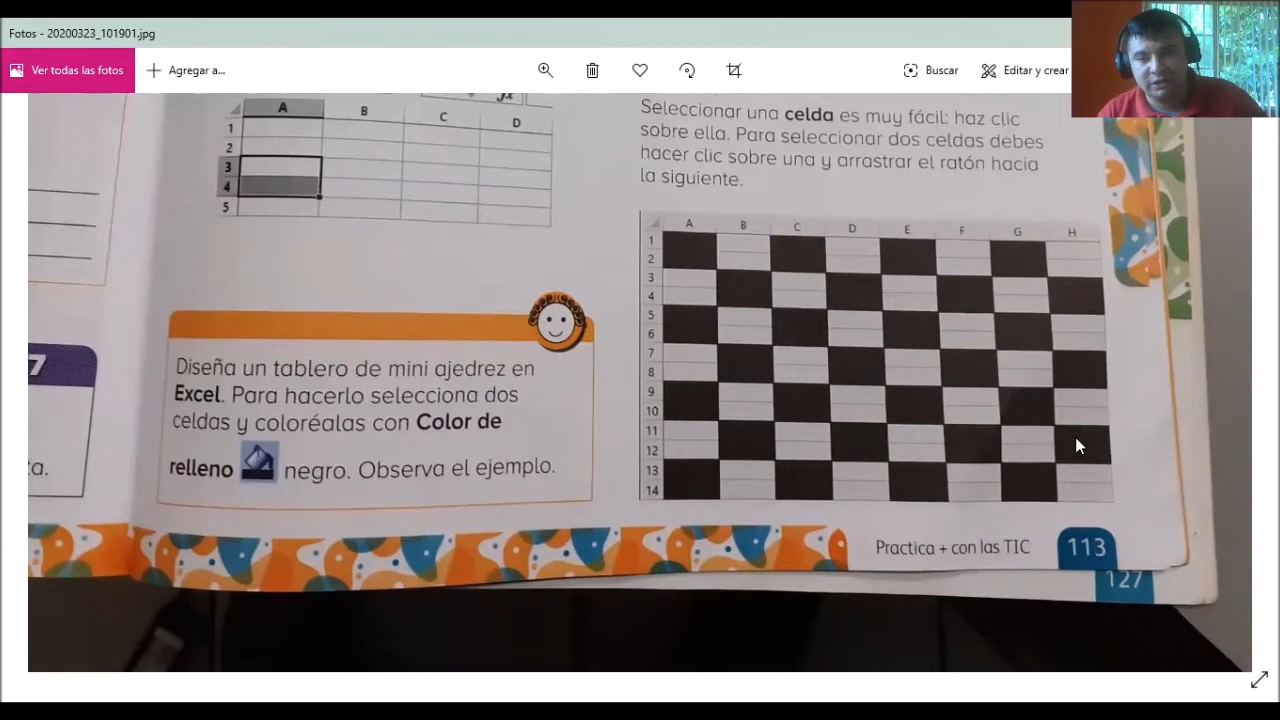 Fotos - 20200323_101901.jpg
Ver todas las fotos
Agregar a...
Buscar
Editar y crear
A B C D
1
2
3
4
5
Seleccionar una celda es muy fácil: haz clic
sobre ella. Para seleccionar dos celdas debes
hacer clic sobre una y arrastrar el ratón hacia
la siguiente.
A B C D E F G H
1
2
3
4
5
6
7
8
9
10
11
12
13
14
7
ta.
Diseña un tablero de mini ajedrez en
Excel. Para hacerlo selecciona dos
celdas y coloréalas con Color de
relleno negro. Observa el ejemplo.
Practica + con las TIC 113
127